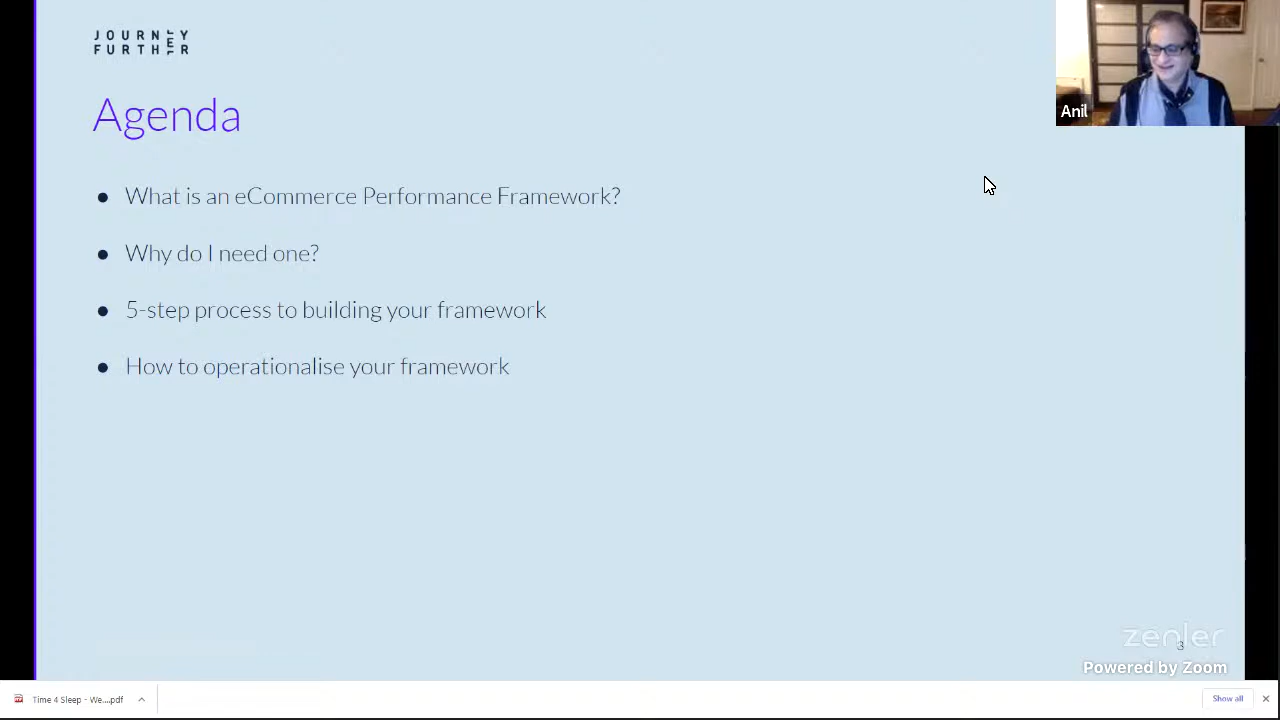 JOURNEY
FURTHER
Agenda
● What is an eCommerce Performance Framework?
● Why do I need one?
● 5-step process to building your framework
● How to operationalise your framework
Anil
zenler
3
Powered by Zoom
Time 4 Sleep - We....pdf
Show all